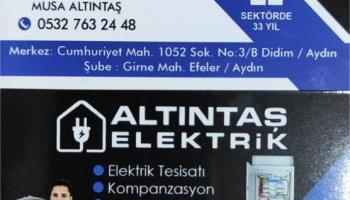 MUSA ALTINTAŞ
0532 763 24 48
SEKTÖRDE
33 YIL
Merkez: Cumhuriyet Mah. 1052 Sok. No:3/B Didim / Aydın
Şube : Girne Mah. Efeler / Aydın
ALTINTAŞ
ELEKTRiK
Elektrik Tesisatı
Kompanzasyon